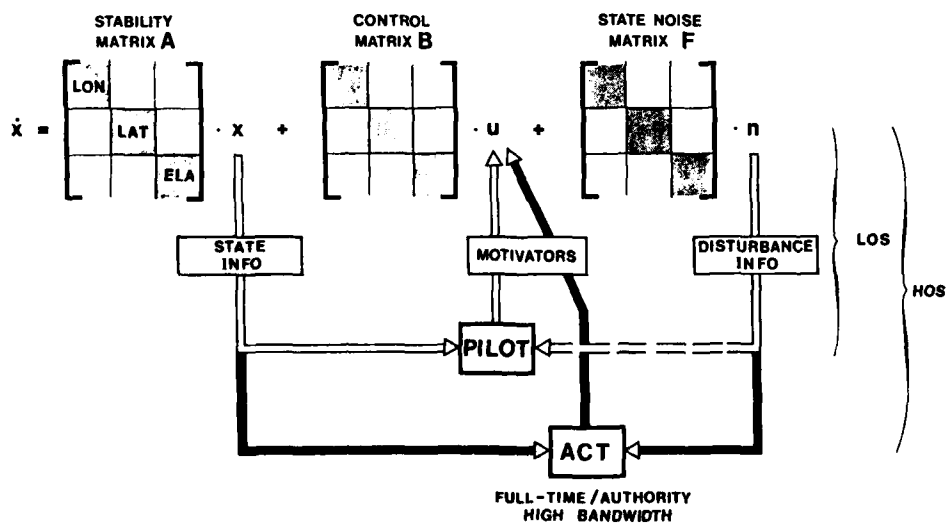 STABILITY
MATRIX A
CONTROL
MATRIX B
STATE NOISE
MATRIX F
ẋ =
LON
LAT
ELA
· x +
· u +
· n
STATE
INFO
MOTIVATORS
DISTURBANCE
INFO
LOS
HOS
PILOT
ACT
FULL-TIME/AUTHORITY
HIGH BANDWIDTH